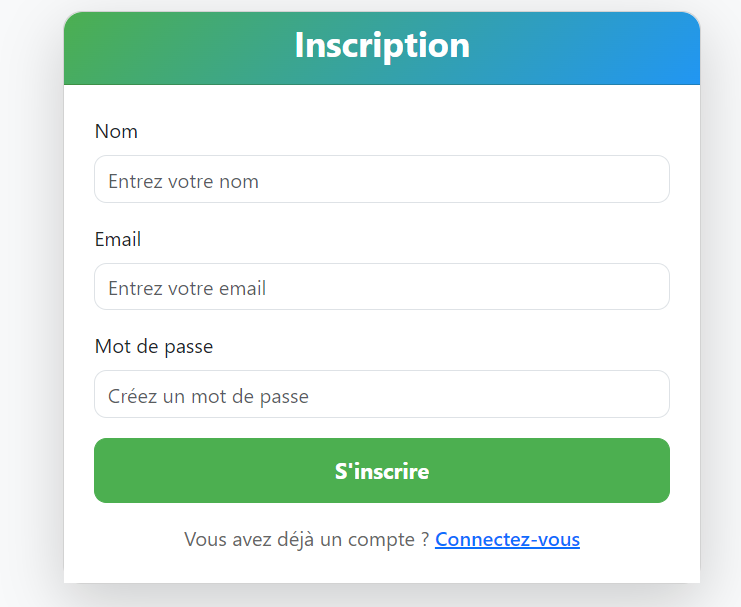 Inscription
Nom
Entrez votre nom
Email
Entrez votre email
Mot de passe
Créez un mot de passe
S'inscrire
Vous avez déjà un compte ? Connectez-vous